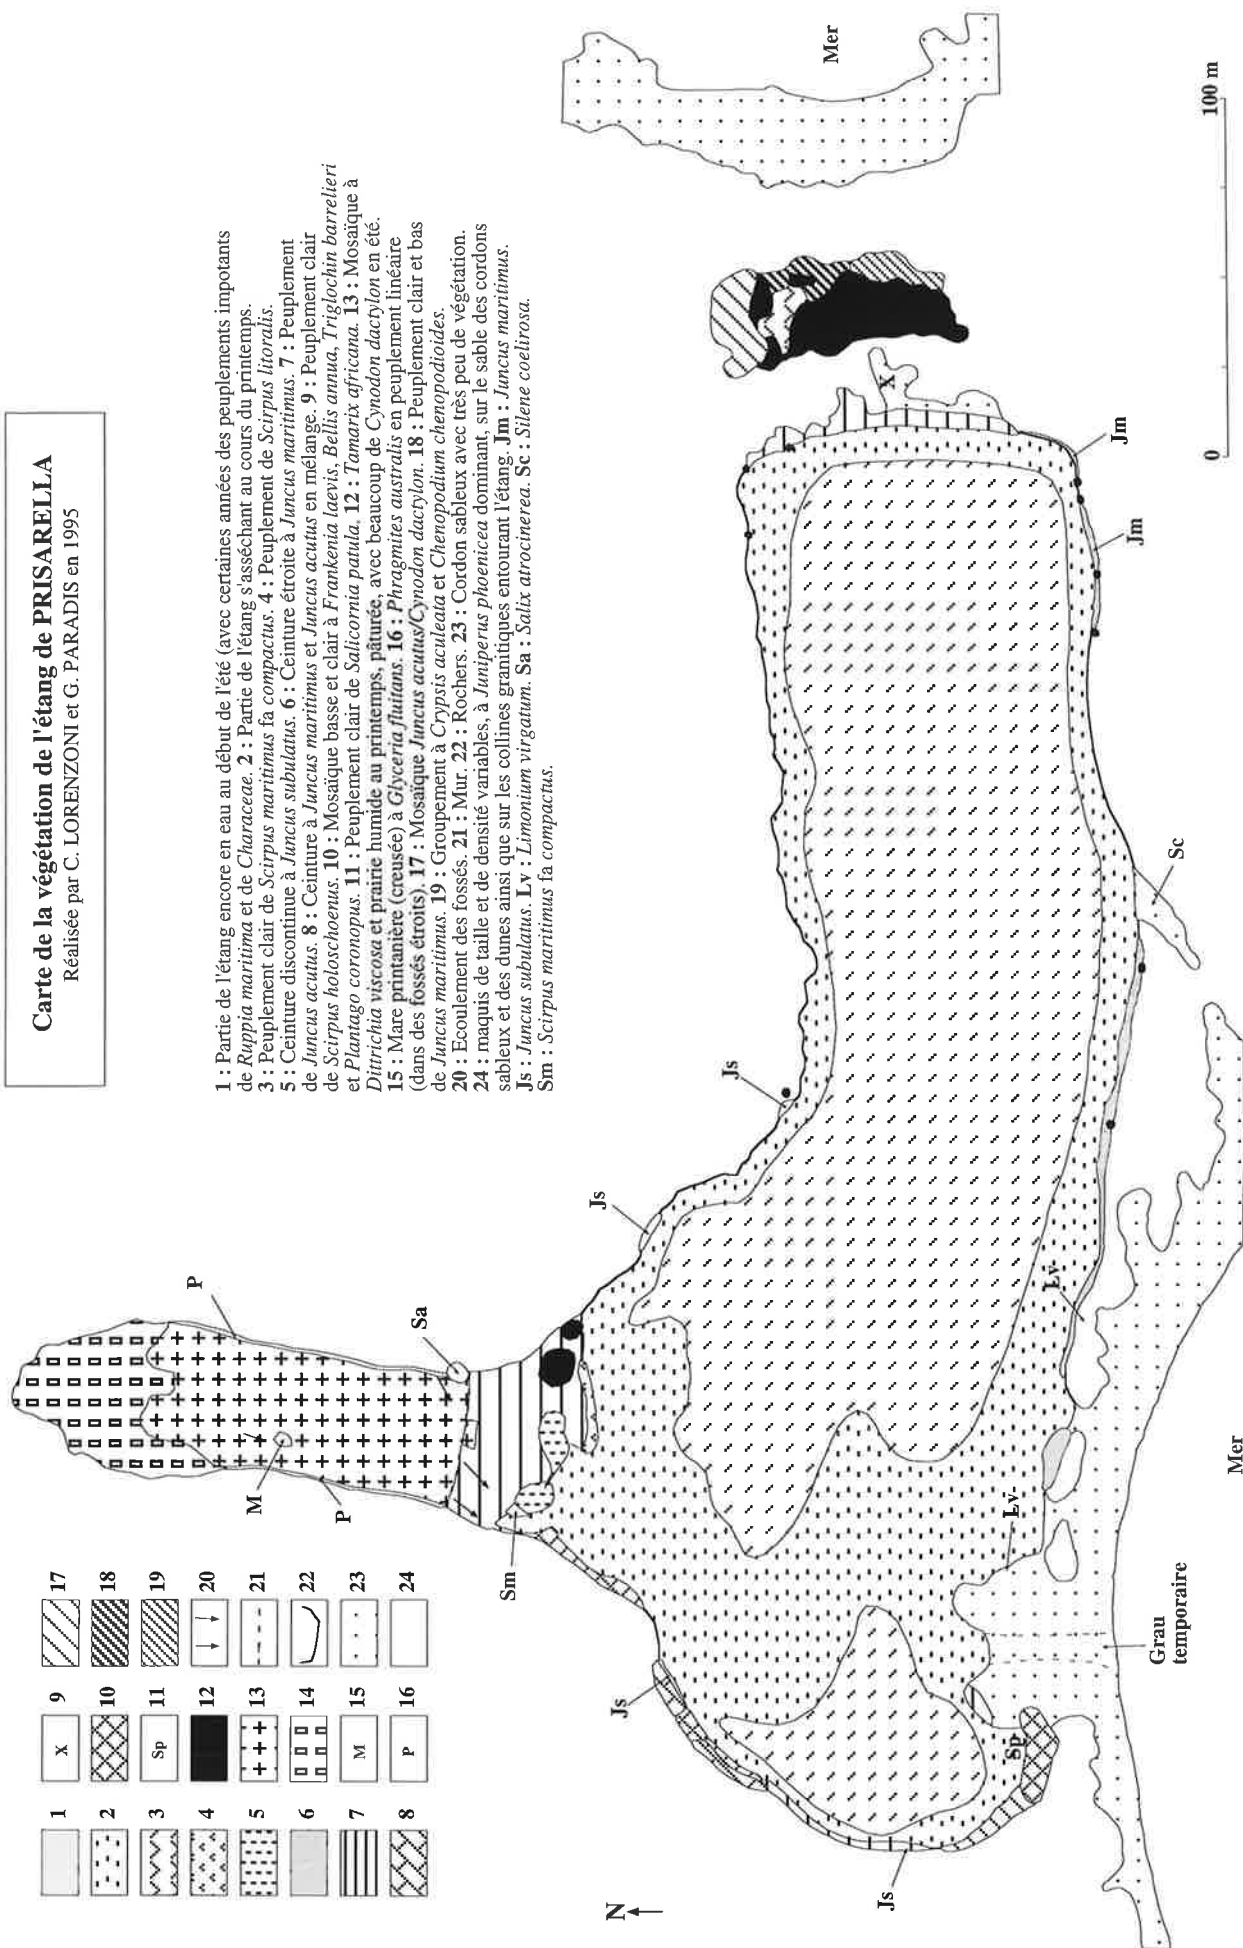 Carte de la végétation de l'étang de PRISARELLA
Réalisée par C. LORENZONI et G. PARADIS en 1995
1 : Partie de l'étang encore en eau au début de l'été (avec certaines années des peuplements impotants
de Ruppia maritima et de Characeae. 2 : Partie de l'étang s'asséchant au cours du printemps.
3 : Peuplement clair de Scirpus maritimus fa compactus. 4 : Peuplement de Scirpus litoralis.
5 : Ceinture discontinue à Juncus subulatus. 6 : Ceinture étroite à Juncus maritimus. 7 : Peuplement
de Juncus acutus. 8 : Ceinture à Juncus maritimus et Juncus acutus en mélange. 9 : Peuplement clair
de Scirpus holoschoenus. 10 : Mosaïque basse et clair à Frankenia laevis, Bellis annua, Triglochin barrelieri
et Plantago coronopus. 11 : Peuplement clair de Salicornia patula. 12 : Tamarix africana. 13 : Mosaïque à
Dittrichia viscosa et prairie humide au printemps, pâturée, avec beaucoup de Cynodon dactylon en été.
15 : Mare printanière (creusée) à Glyceria fluitans. 16 : Phragmites australis en peuplement linéaire
(dans des fossés étroits). 17 : Mosaïque Juncus acutus/Cynodon dactylon. 18 : Peuplement clair et bas
de Juncus maritimus. 19 : Groupement à Crypsis aculeata et Chenopodium chenopodioides.
20 : Ecoulement des fossés. 21 : Mur. 22 : Rochers. 23 : Cordon sableux avec très peu de végétation.
24 : maquis de taille et de densité variables, à Juniperus phoenicea dominant, sur le sable des cordons
sableux et des dunes ainsi que sur les collines granitiques entourant l'étang. Jm : Juncus maritimus.
Js : Juncus subulatus. Lv : Limonium virgatum. Sa : Salix atrocinerea. Sc : Silene coelirosa.
Sm : Scirpus maritimus fa compactus.
1
2
3
4
5
6
7
8
X 9
10
Sp 11
12
13
14
M 15
P 16
17
18
19
20
21
22
23
24
N
P
M
P
Sa
Sm
Js
Js
Js
Js
Sp
Lv
Lv
Grau
temporaire
Mer
Sc
Jm
Jm
X
Mer
0 100 m